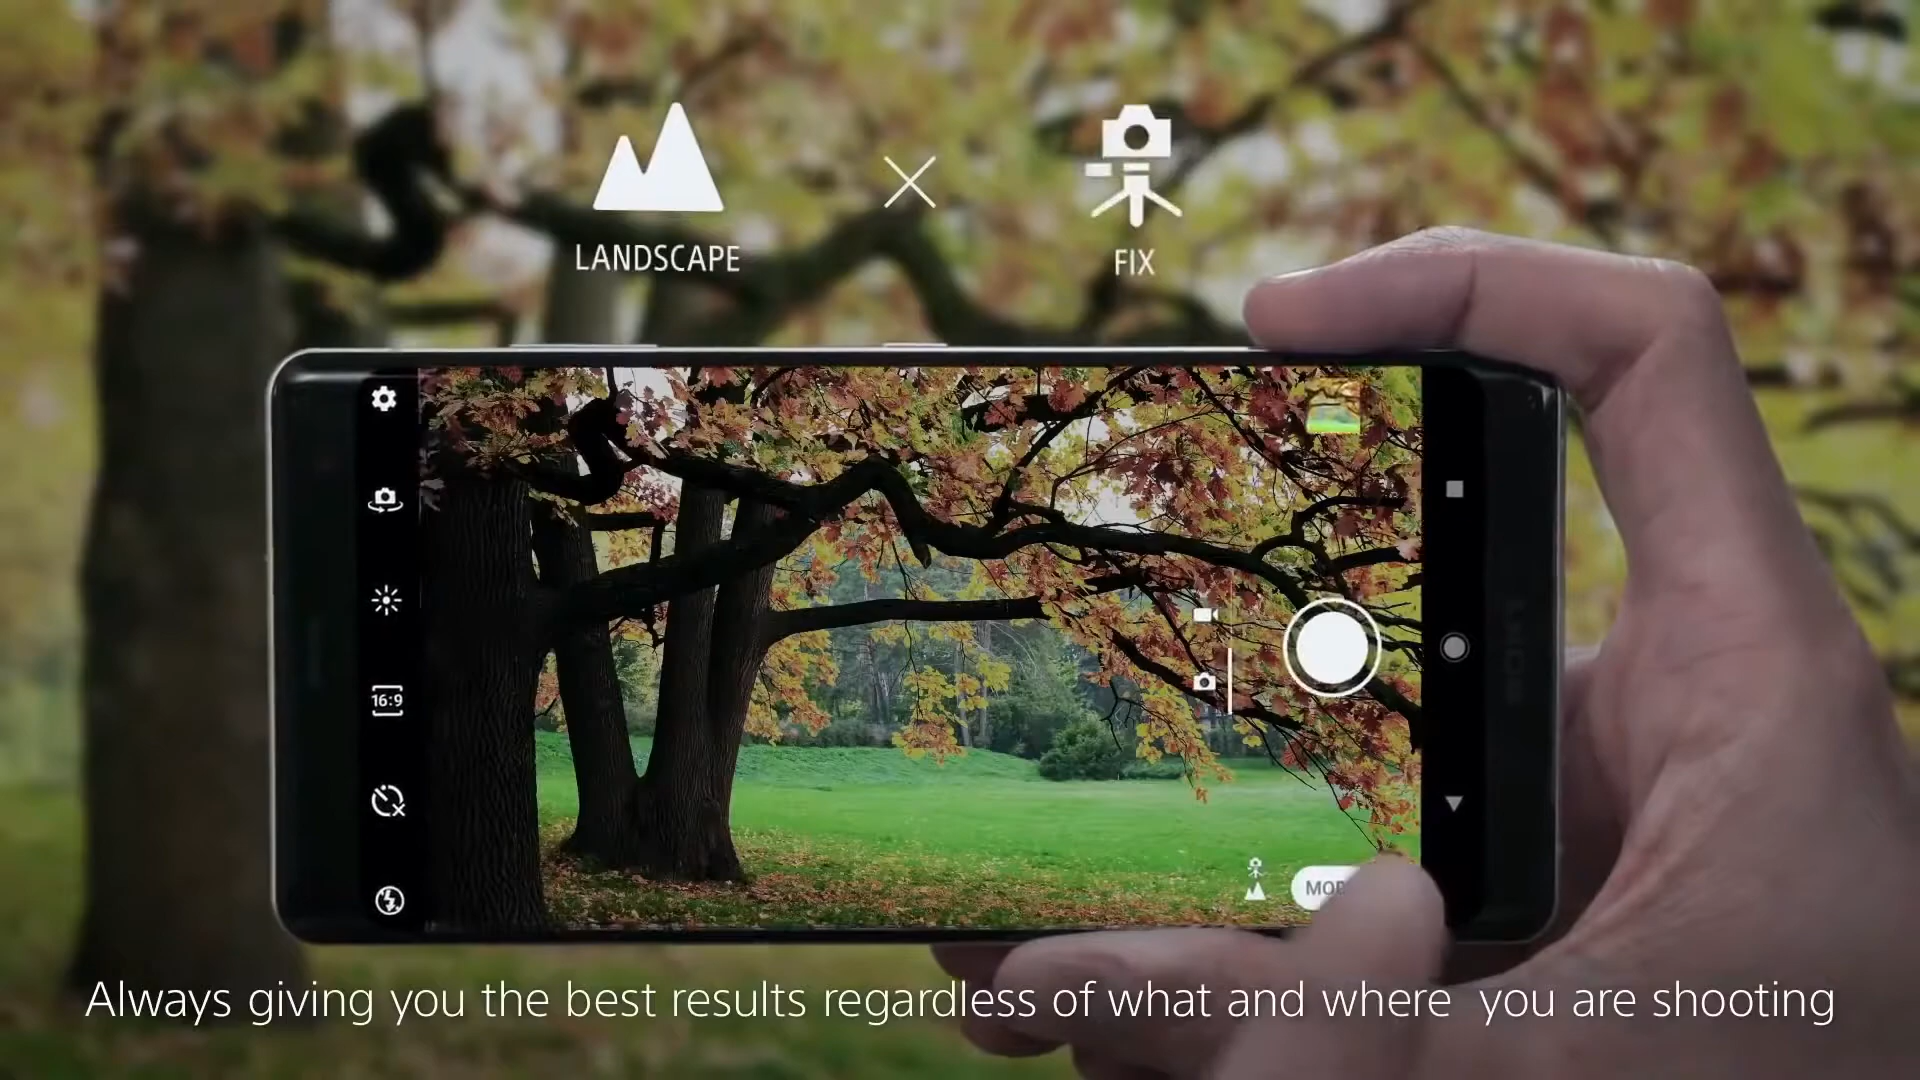 LANDSCAPE
FIX
16:9
Always giving you the best results regardless of what and where you are shooting